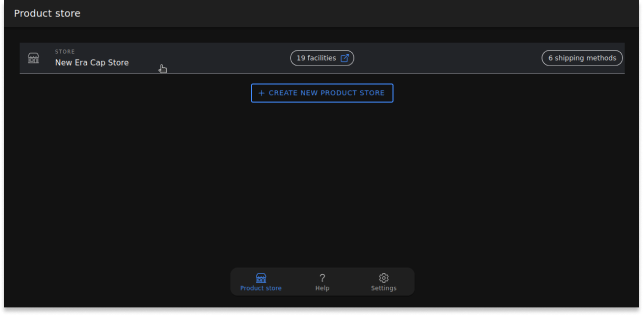 Product store
STORE
New Era Cap Store
19 facilities
6 shipping methods
+ CREATE NEW PRODUCT STORE
Product store
?
Help
Settings